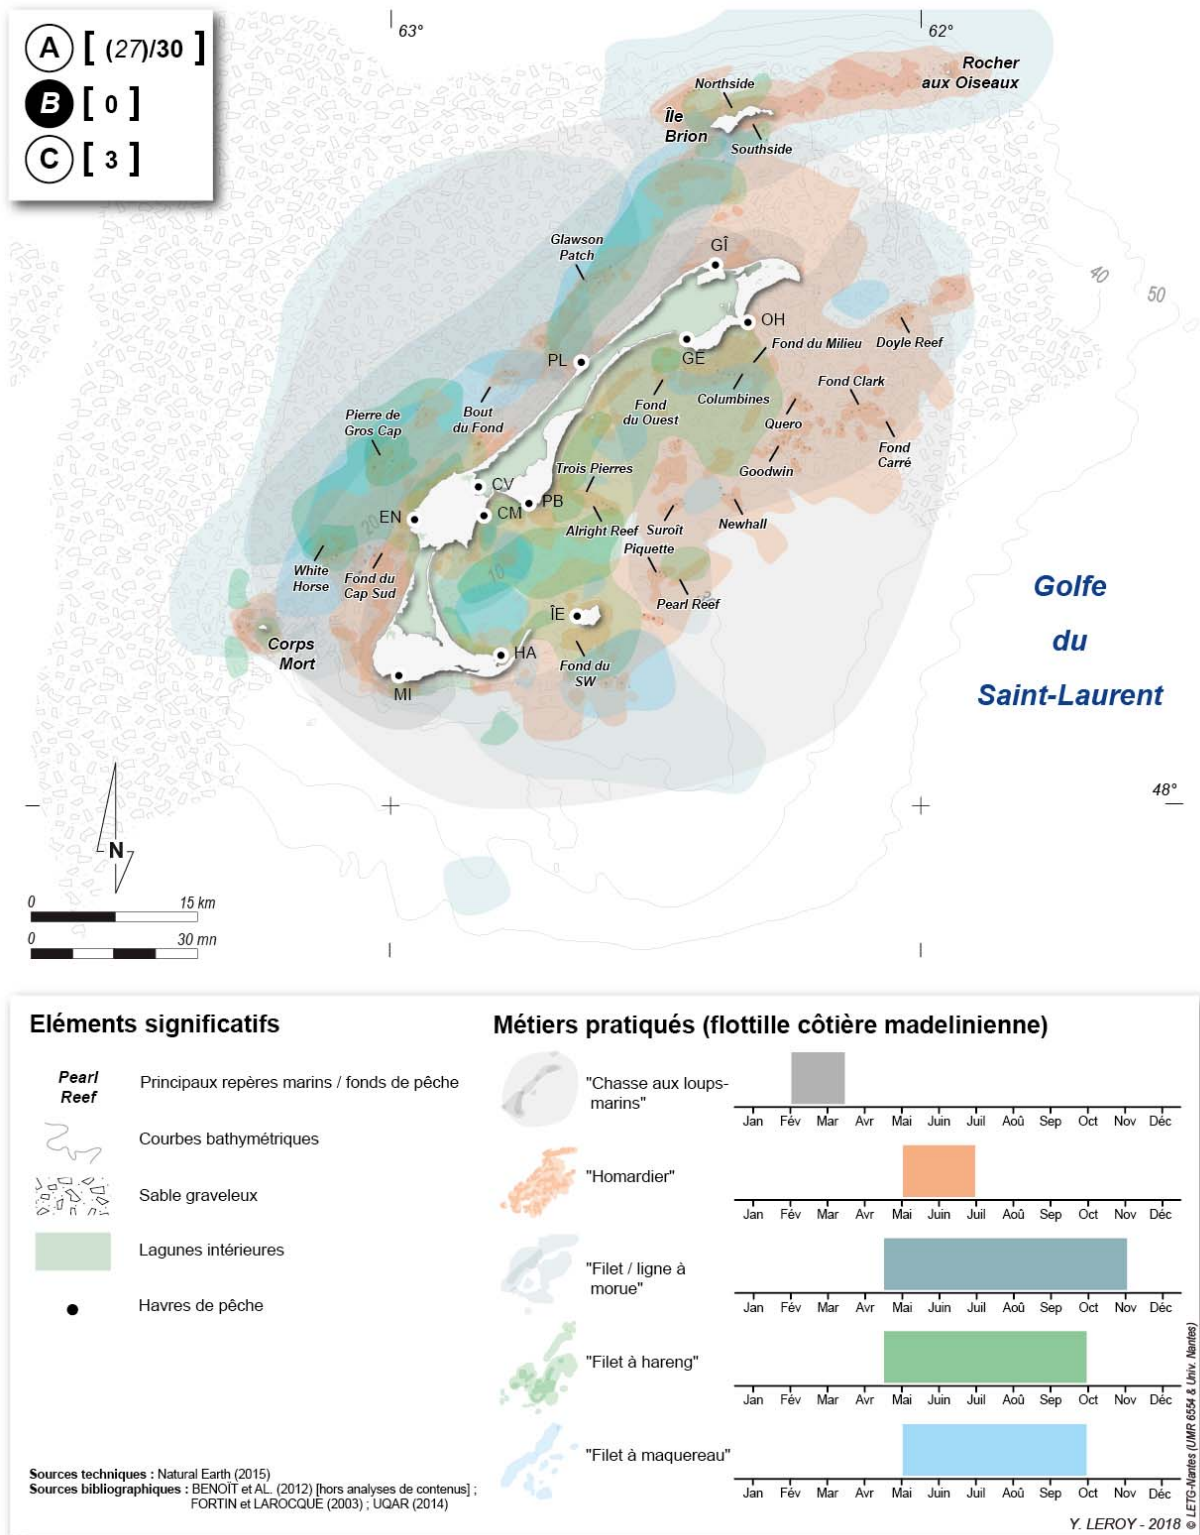 A [ (27)/30 ]
B [ 0 ]
C [ 3 ]
63°
62°
Rocher
aux Oiseaux
Northside
Île
Brion
Southside
Glawson
Patch
GÎ
40
50
OH
Fond du Milieu
Doyle Reef
GE
PL
Fond Clark
Columbines
Fond
du Ouest
Bout
du Fond
Pierre de
Gros Cap
Quero
Fond
Carré
Goodwin
Trois Pierres
CV
PB
EN
CM
20
Alright Reef
Suroît
Newhall
Piquette
White
Horse
Fond du
Cap Sud
10
Pearl Reef
Golfe
du
Saint-Laurent
ÎE
Corps
Mort
HA
Fond du
SW
MI
48°
N
0 15 km
0 30 mn
Eléments significatifs
Pearl
Reef
Principaux repères marins / fonds de pêche
Courbes bathymétriques
Sable graveleux
Lagunes intérieures
Havres de pêche
Métiers pratiqués (flottille côtière madelinienne)
"Chasse aux loups-
marins"
Jan Fév Mar Avr Mai Juin Juil Aoû Sep Oct Nov Déc
"Homardier"
Jan Fév Mar Avr Mai Juin Juil Aoû Sep Oct Nov Déc
"Filet / ligne à
morue"
Jan Fév Mar Avr Mai Juin Juil Aoû Sep Oct Nov Déc
"Filet à hareng"
Jan Fév Mar Avr Mai Juin Juil Aoû Sep Oct Nov Déc
"Filet à maquereau"
Jan Fév Mar Avr Mai Juin Juil Aoû Sep Oct Nov Déc
Sources techniques : Natural Earth (2015)
Sources bibliographiques : BENOÎT et AL. (2012) [hors analyses de contenus] ;
FORTIN et LAROCQUE (2003) ; UQAR (2014)
Y. LEROY - 2018
© LETG-Nantes (UMR 6554 & Univ. Nantes)